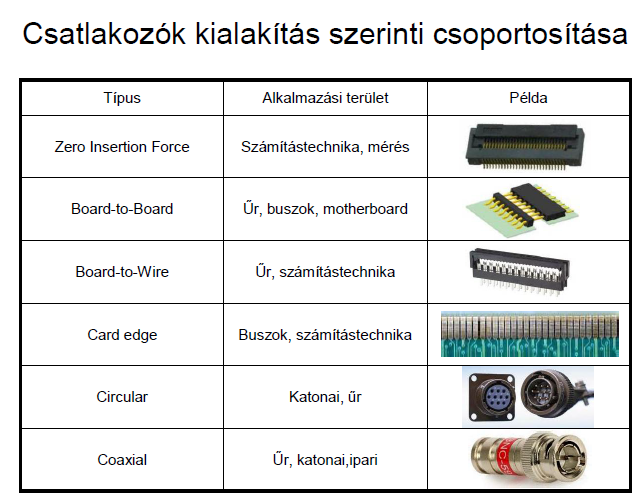 Csatlakozók kialakítás szerinti csoportosítása
Típus Alkalmazási terület Példa
Zero Insertion Force Számítástechnika, mérés
Board-to-Board Űr, buszok, motherboard
Board-to-Wire Űr, számítástechnika
Card edge Buszok, számítástechnika
Circular Katonai, űr
Coaxial Űr, katonai,ipari